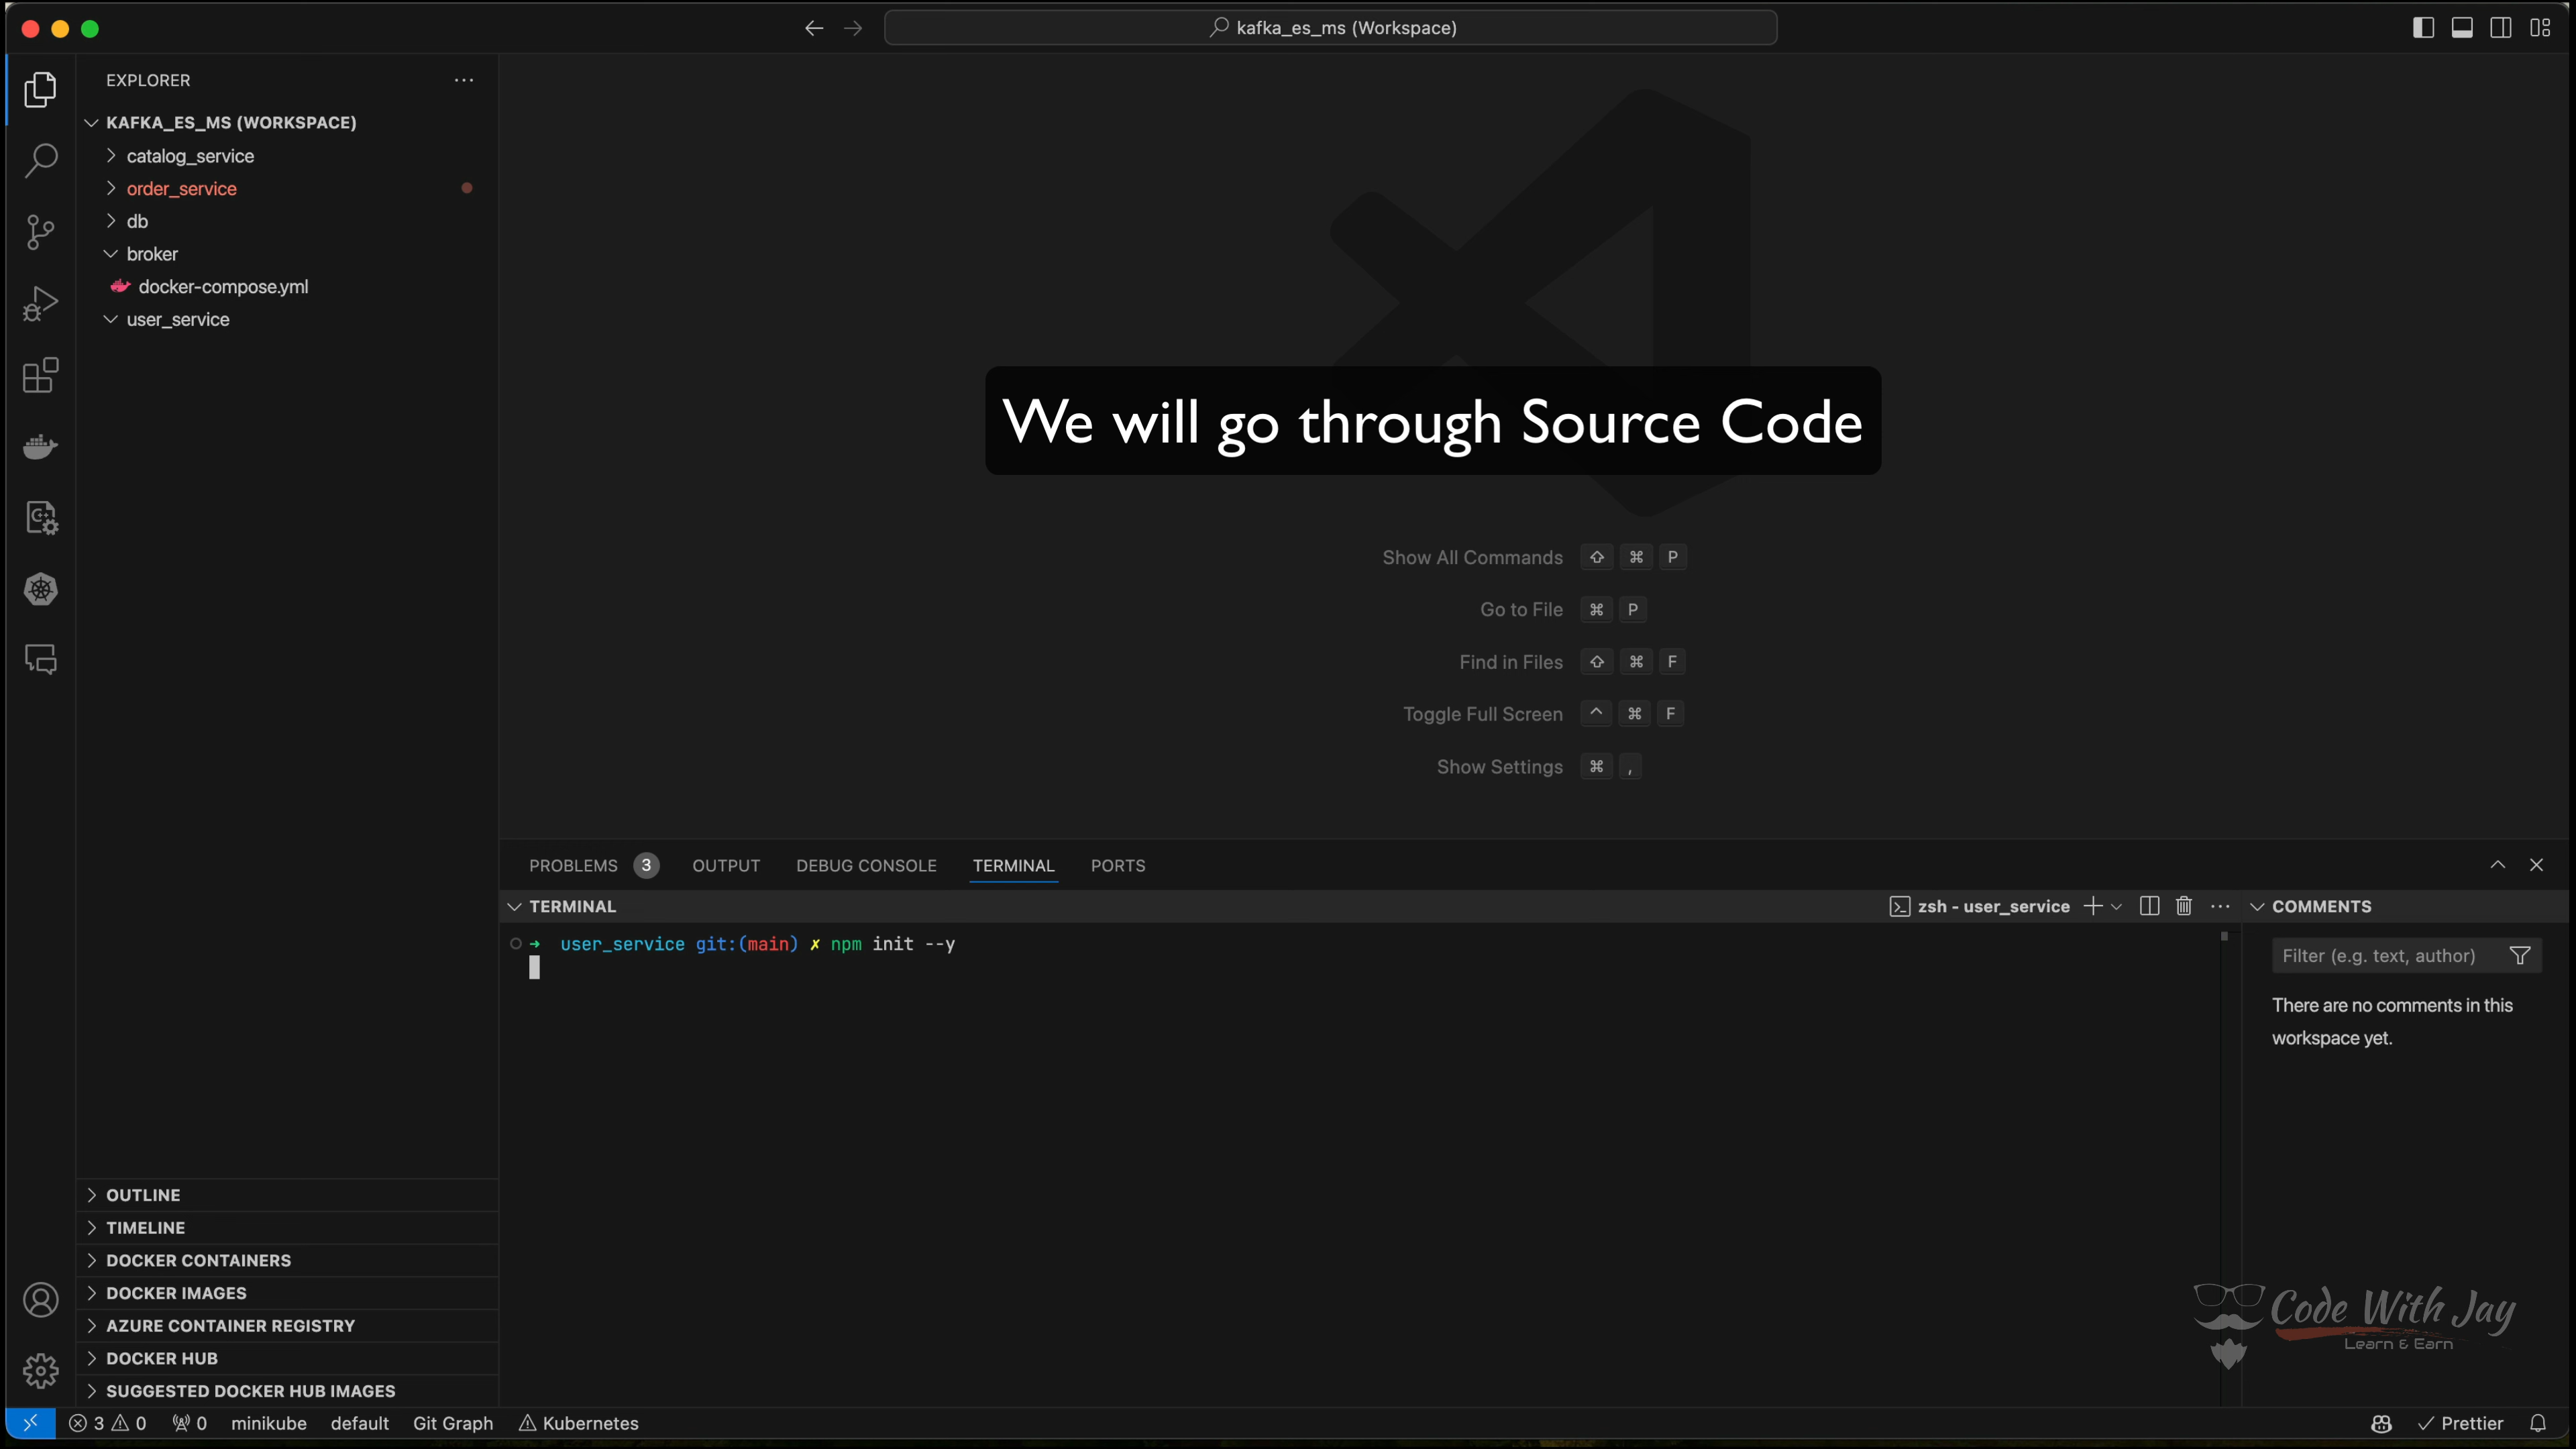 kafka_es_ms (Workspace)
EXPLORER
KAFKA_ES_MS (WORKSPACE)
catalog_service
order_service
db
broker
docker-compose.yml
user_service
We will go through Source Code
Show All Commands ⇧ ⌘ P
Go to File ⌘ P
Find in Files ⇧ ⌘ F
Toggle Full Screen ^ ⌘ F
Show Settings ⌘ ,
PROBLEMS 3 OUTPUT DEBUG CONSOLE TERMINAL PORTS
TERMINAL
zsh - user_service
COMMENTS
➜ user_service git:(main) ✗ npm init --y
Filter (e.g. text, author)
There are no comments in this
workspace yet.
OUTLINE
TIMELINE
DOCKER CONTAINERS
DOCKER IMAGES
AZURE CONTAINER REGISTRY
DOCKER HUB
SUGGESTED DOCKER HUB IMAGES
Code With Jay
Learn & Earn
3 0 0 minikube default Git Graph Kubernetes
Prettier